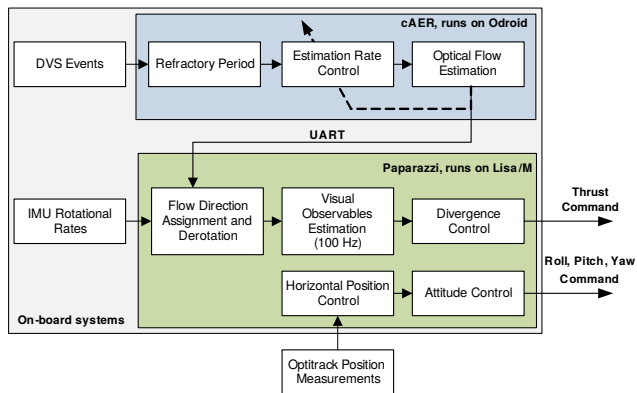 cAER, runs on Odroid
DVS Events
Refractory Period
Estimation Rate
Control
Optical Flow
Estimation
UART
Paparazzi, runs on Lisa/M
IMU Rotational
Rates
Flow Direction
Assignment and
Derotation
Visual
Observables
Estimation
(100 Hz)
Divergence
Control
Thrust
Command
Horizontal Position
Control
Attitude Control
Roll, Pitch, Yaw
Command
On-board systems
Optitrack Position
Measurements